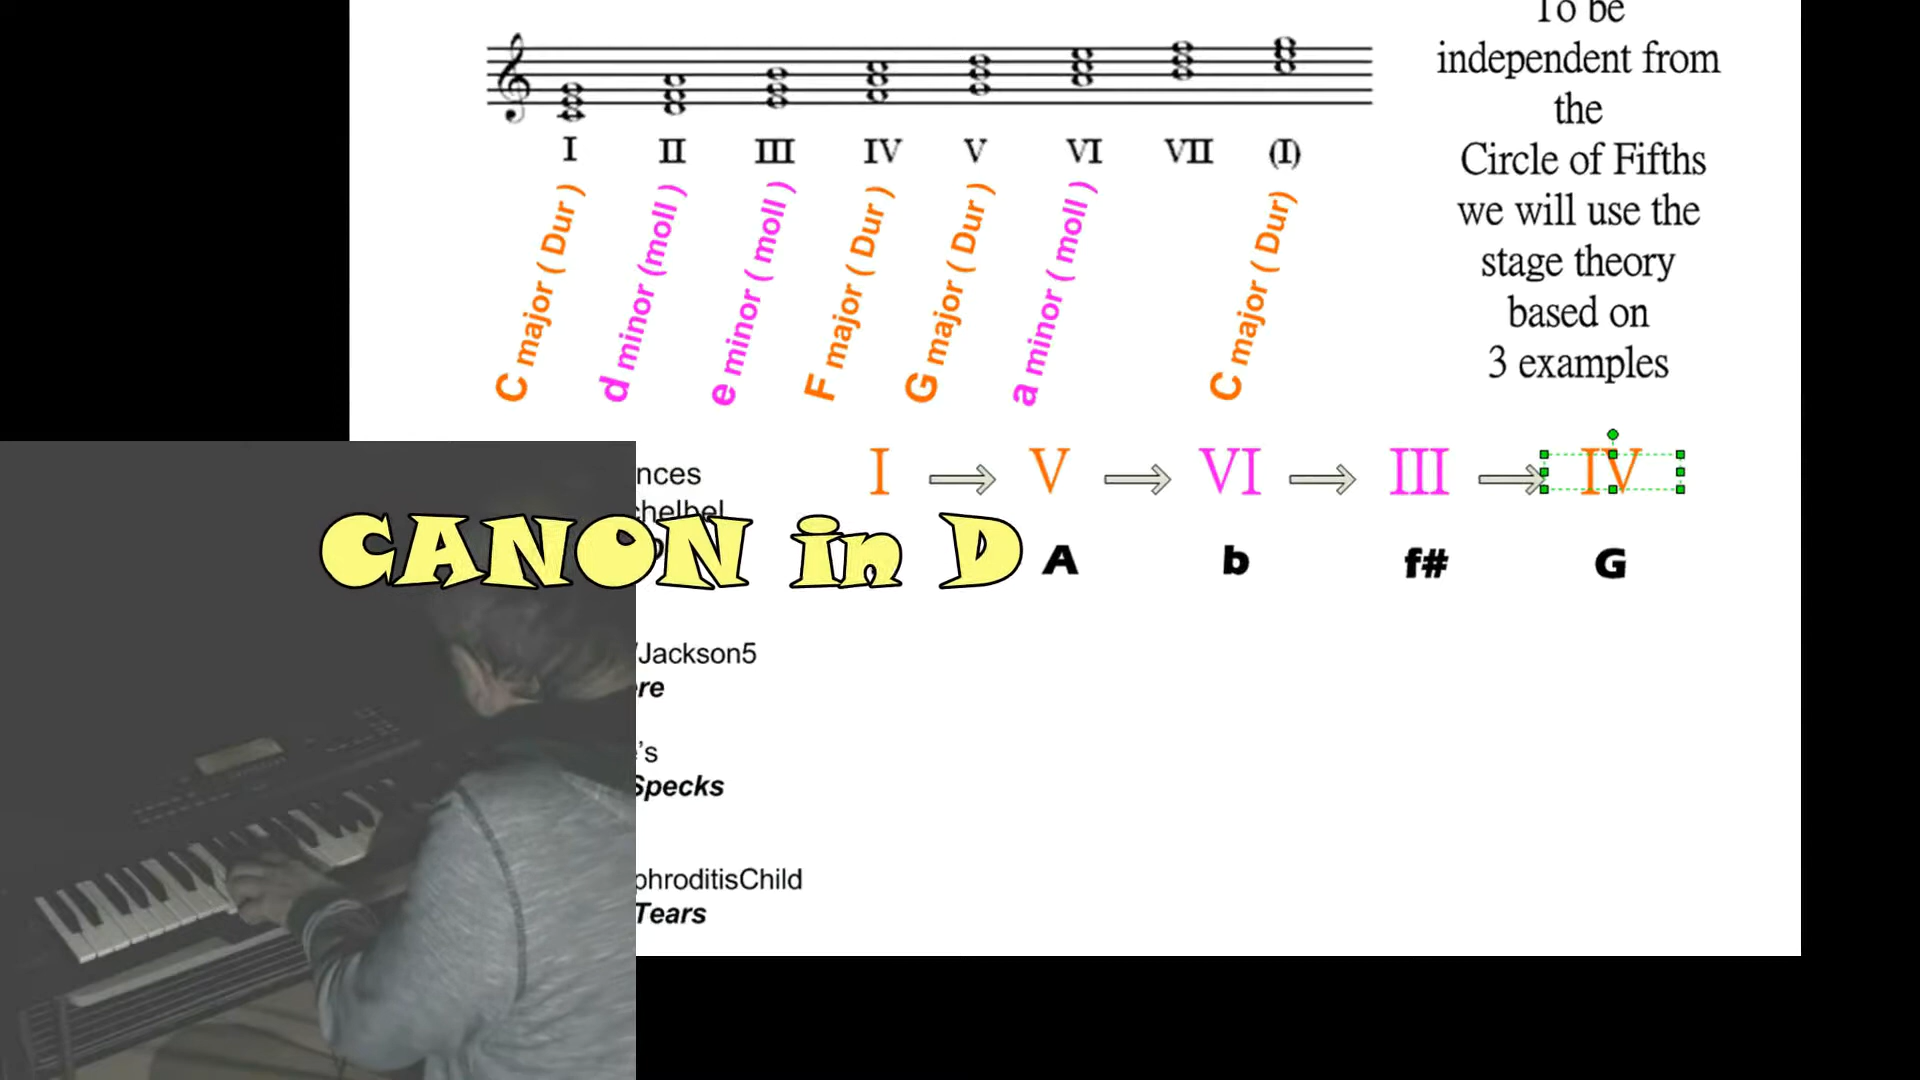 To be
independent from
the
Circle of Fifths
we will use the
stage theory
based on
3 examples
I II III IV V VI VII (I)
C major ( Dur ) d minor (moll ) e minor ( moll ) F major ( Dur ) G major ( Dur ) a minor ( moll ) C major ( Dur)
I V VI III IV
CANON in D
A b f# G
/Jackson5
's
Specks
phroditisChild
Tears